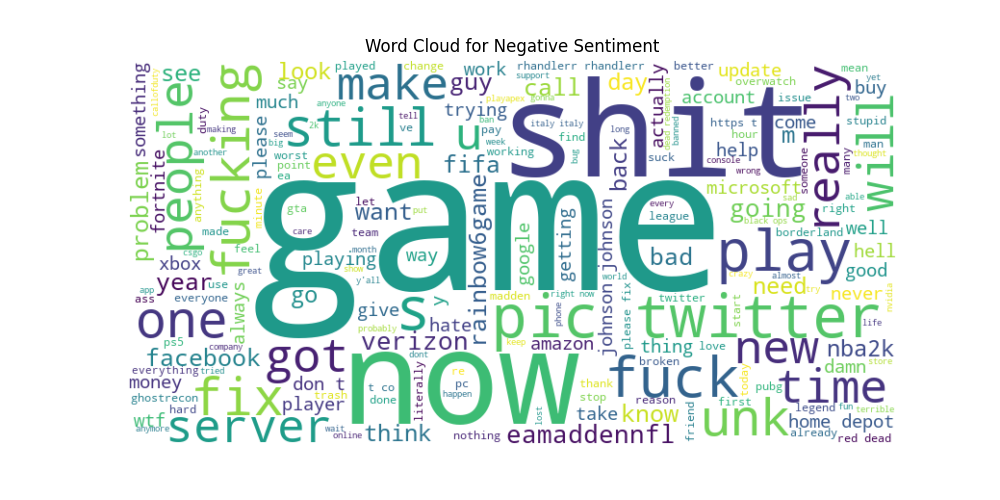 Word Cloud for Negative Sentiment
played
change
rhandlerr rhandlerr
better
mean
something
callofduty
see
look
make
guy
work
support
call
day
update
overwatch
buy
yet
say
shit
actually
account
issue
two
people
fucking
much
anyone
trying
playapex
gonna
dead redemption
really
will
duty
still
u
ban
italy italy
long
https t
come
stupid
lot
making
please
2k
tell
ve
pay
week
find
back
banned
hour
m
man
another
seem
big
working
bug
help
problem
fortnite
worst
even
fifa
suck
console
wrong
someone
many
thought
anything
point
ea
game
microsoft
sad
able
minute
let
want
put
rainbow6game
google
getting
johnson johnson
every
going
right
made
gta
team
league
black ops
borderland
well
csgo
feel
care
playing
way
bad
play
hell
xbox
great
month
y'all
show
world
crazy
almost
good
year
use
go
s
y
madden
right now
phone
please fix
need
try
never
nvidia
app
ass
everyone
always
give
hate
pic
twitter
twitter
start
life
one
probably
verizon
keep
amazon
thing
love
new
nba2k
ps5
company
got
dont
now
broken
facebook
damn
everything
tried
re
thank
fuck
today
store
money
fix
don t
literally
t co
done
pc
happen
stop
reason
pubg
time
ghostrecon
hard
trash
player
lost
take
know
friend
unk
first
legend
fun
terrible
wtf
server
home depot
anymore
online
wait
think
nothing
eamaddennfl
already
red dead